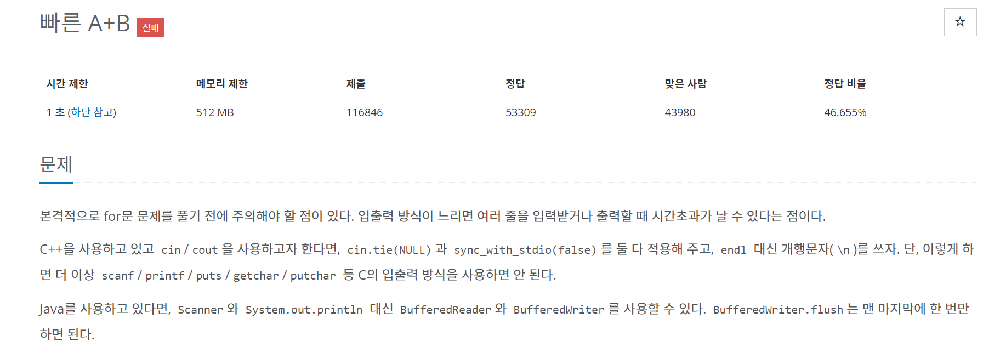 빠른 A+B 실패
☆
시간 제한 메모리 제한 제출 정답 맞은 사람 정답 비율
1 초 (하단 참고) 512 MB 116846 53309 43980 46.655%
문제
본격적으로 for문 문제를 풀기 전에 주의해야 할 점이 있다. 입출력 방식이 느리면 여러 줄을 입력받거나 출력할 때 시간초과가 날 수 있다는 점이다.
C++을 사용하고 있고 cin / cout 을 사용하고자 한다면, cin.tie(NULL) 과 sync_with_stdio(false) 를 둘 다 적용해 주고, endl 대신 개행문자( \n )를 쓰자. 단, 이렇게 하
면 더 이상 scanf / printf / puts / getchar / putchar 등 C의 입출력 방식을 사용하면 안 된다.
Java를 사용하고 있다면, Scanner 와 System.out.println 대신 BufferedReader 와 BufferedWriter 를 사용할 수 있다. BufferedWriter.flush 는 맨 마지막에 한 번만
하면 된다.